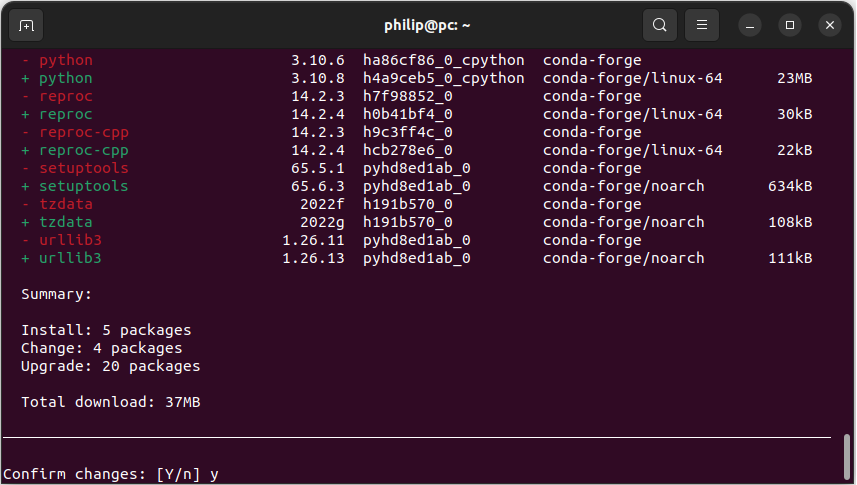 philip@pc: ~
- python 3.10.6 ha86cf86_0_cpython conda-forge
+ python 3.10.8 h4a9ceb5_0_cpython conda-forge/linux-64 23MB
- reproc 14.2.3 h7f98852_0 conda-forge
+ reproc 14.2.4 h0b41bf4_0 conda-forge/linux-64 30kB
- reproc-cpp 14.2.3 h9c3ff4c_0 conda-forge
+ reproc-cpp 14.2.4 hcb278e6_0 conda-forge/linux-64 22kB
- setuptools 65.5.1 pyhd8ed1ab_0 conda-forge
+ setuptools 65.6.3 pyhd8ed1ab_0 conda-forge/noarch 634kB
- tzdata 2022f h191b570_0 conda-forge
+ tzdata 2022g h191b570_0 conda-forge/noarch 108kB
- urllib3 1.26.11 pyhd8ed1ab_0 conda-forge
+ urllib3 1.26.13 pyhd8ed1ab_0 conda-forge/noarch 111kB
Summary:
Install: 5 packages
Change: 4 packages
Upgrade: 20 packages
Total download: 37MB
Confirm changes: [Y/n] y